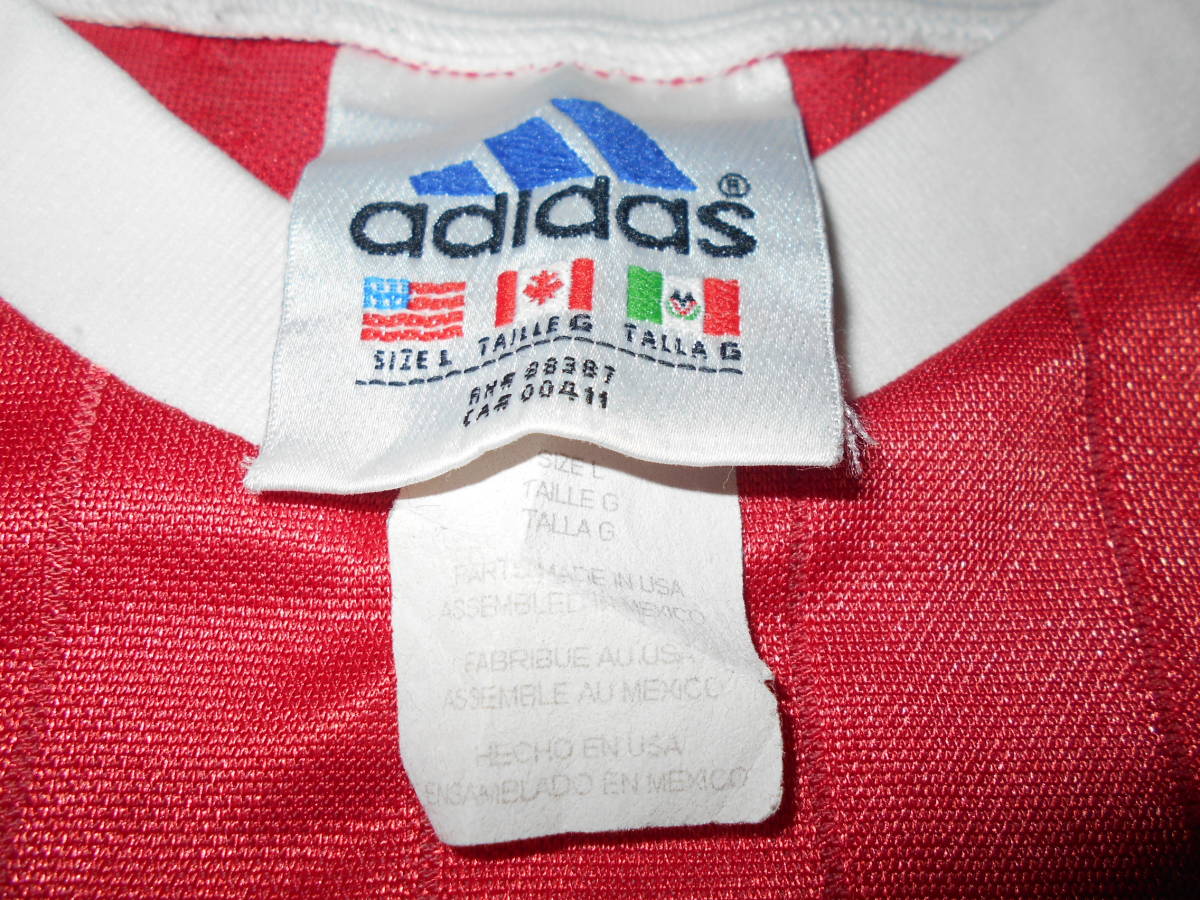 adidas®
SIZE L TAILLE G TALLA G
RN# 88387
CA# 00411
SIZE L
TAILLE G
TALLA G
PARTS MADE IN USA
ASSEMBLED IN MEXICO
FABRIBUE AU USA
ASSEMBLE AU MEXICO
HECHO EN USA
ENSAMBLADO EN MEXICO